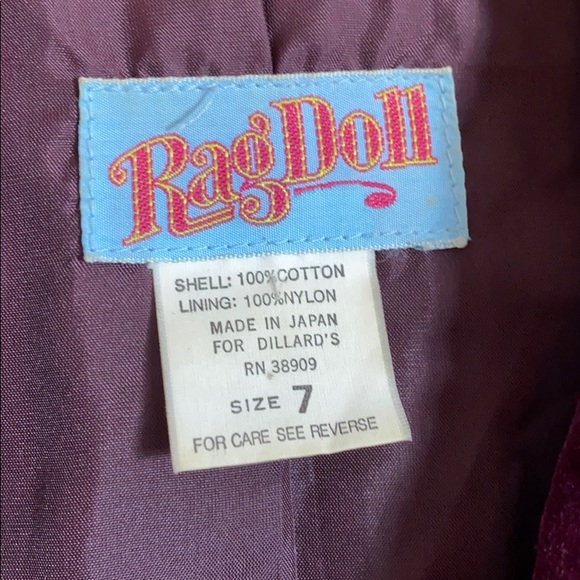 RagDoll
SHELL: 100%COTTON
LINING: 100%NYLON
MADE IN JAPAN
FOR DILLARD'S
RN 38909
SIZE 7
FOR CARE SEE REVERSE